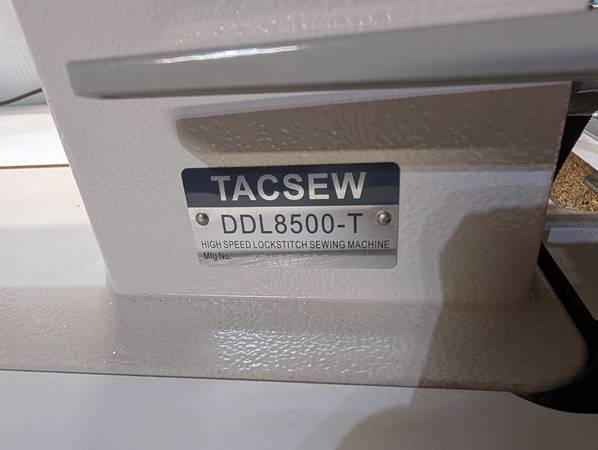 TACSEW
DDL8500-T
HIGH SPEED LOCKSTITCH SEWING MACHINE
Mfg No.